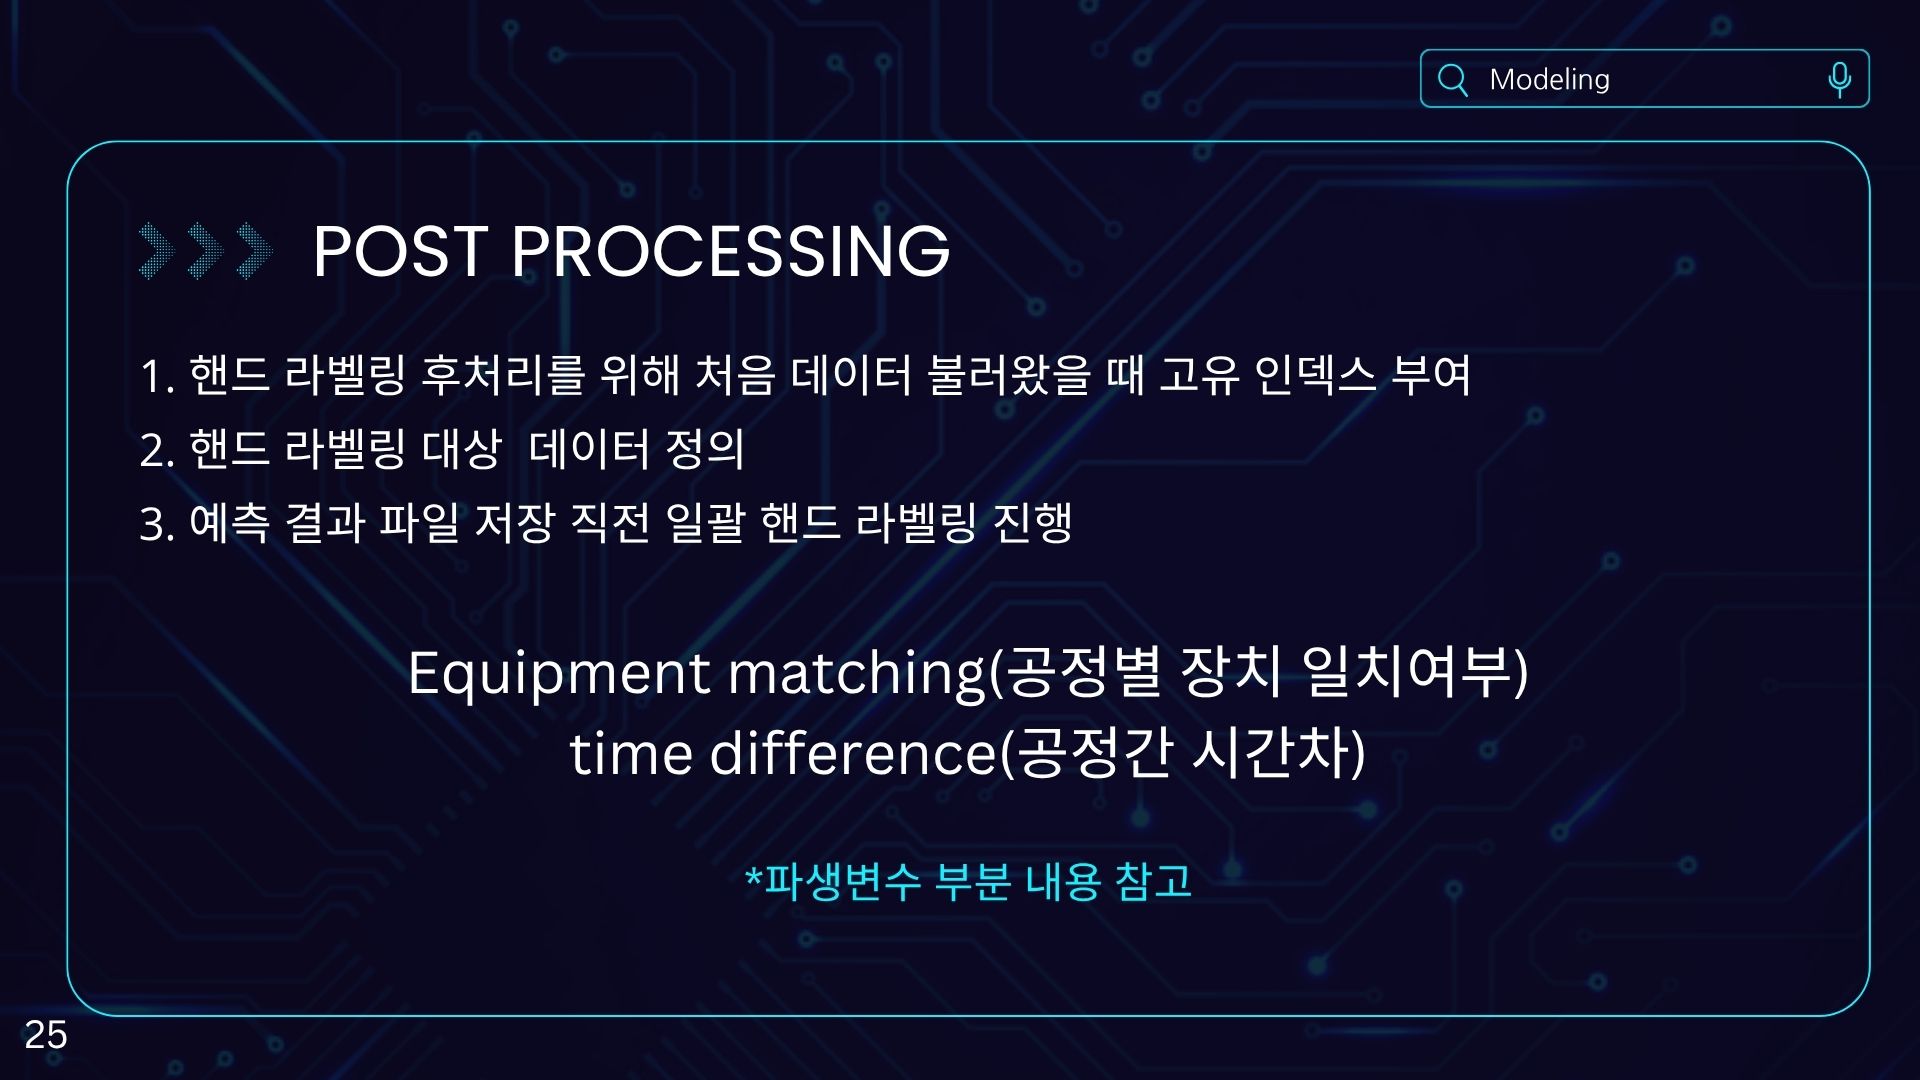 Modeling
POST PROCESSING
1. 핸드 라벨링 후처리를 위해 처음 데이터 불러왔을 때 고유 인덱스 부여
2. 핸드 라벨링 대상  데이터 정의
3. 예측 결과 파일 저장 직전 일괄 핸드 라벨링 진행
Equipment matching(공정별 장치 일치여부)
time difference(공정간 시간차)
*파생변수 부분 내용 참고
25